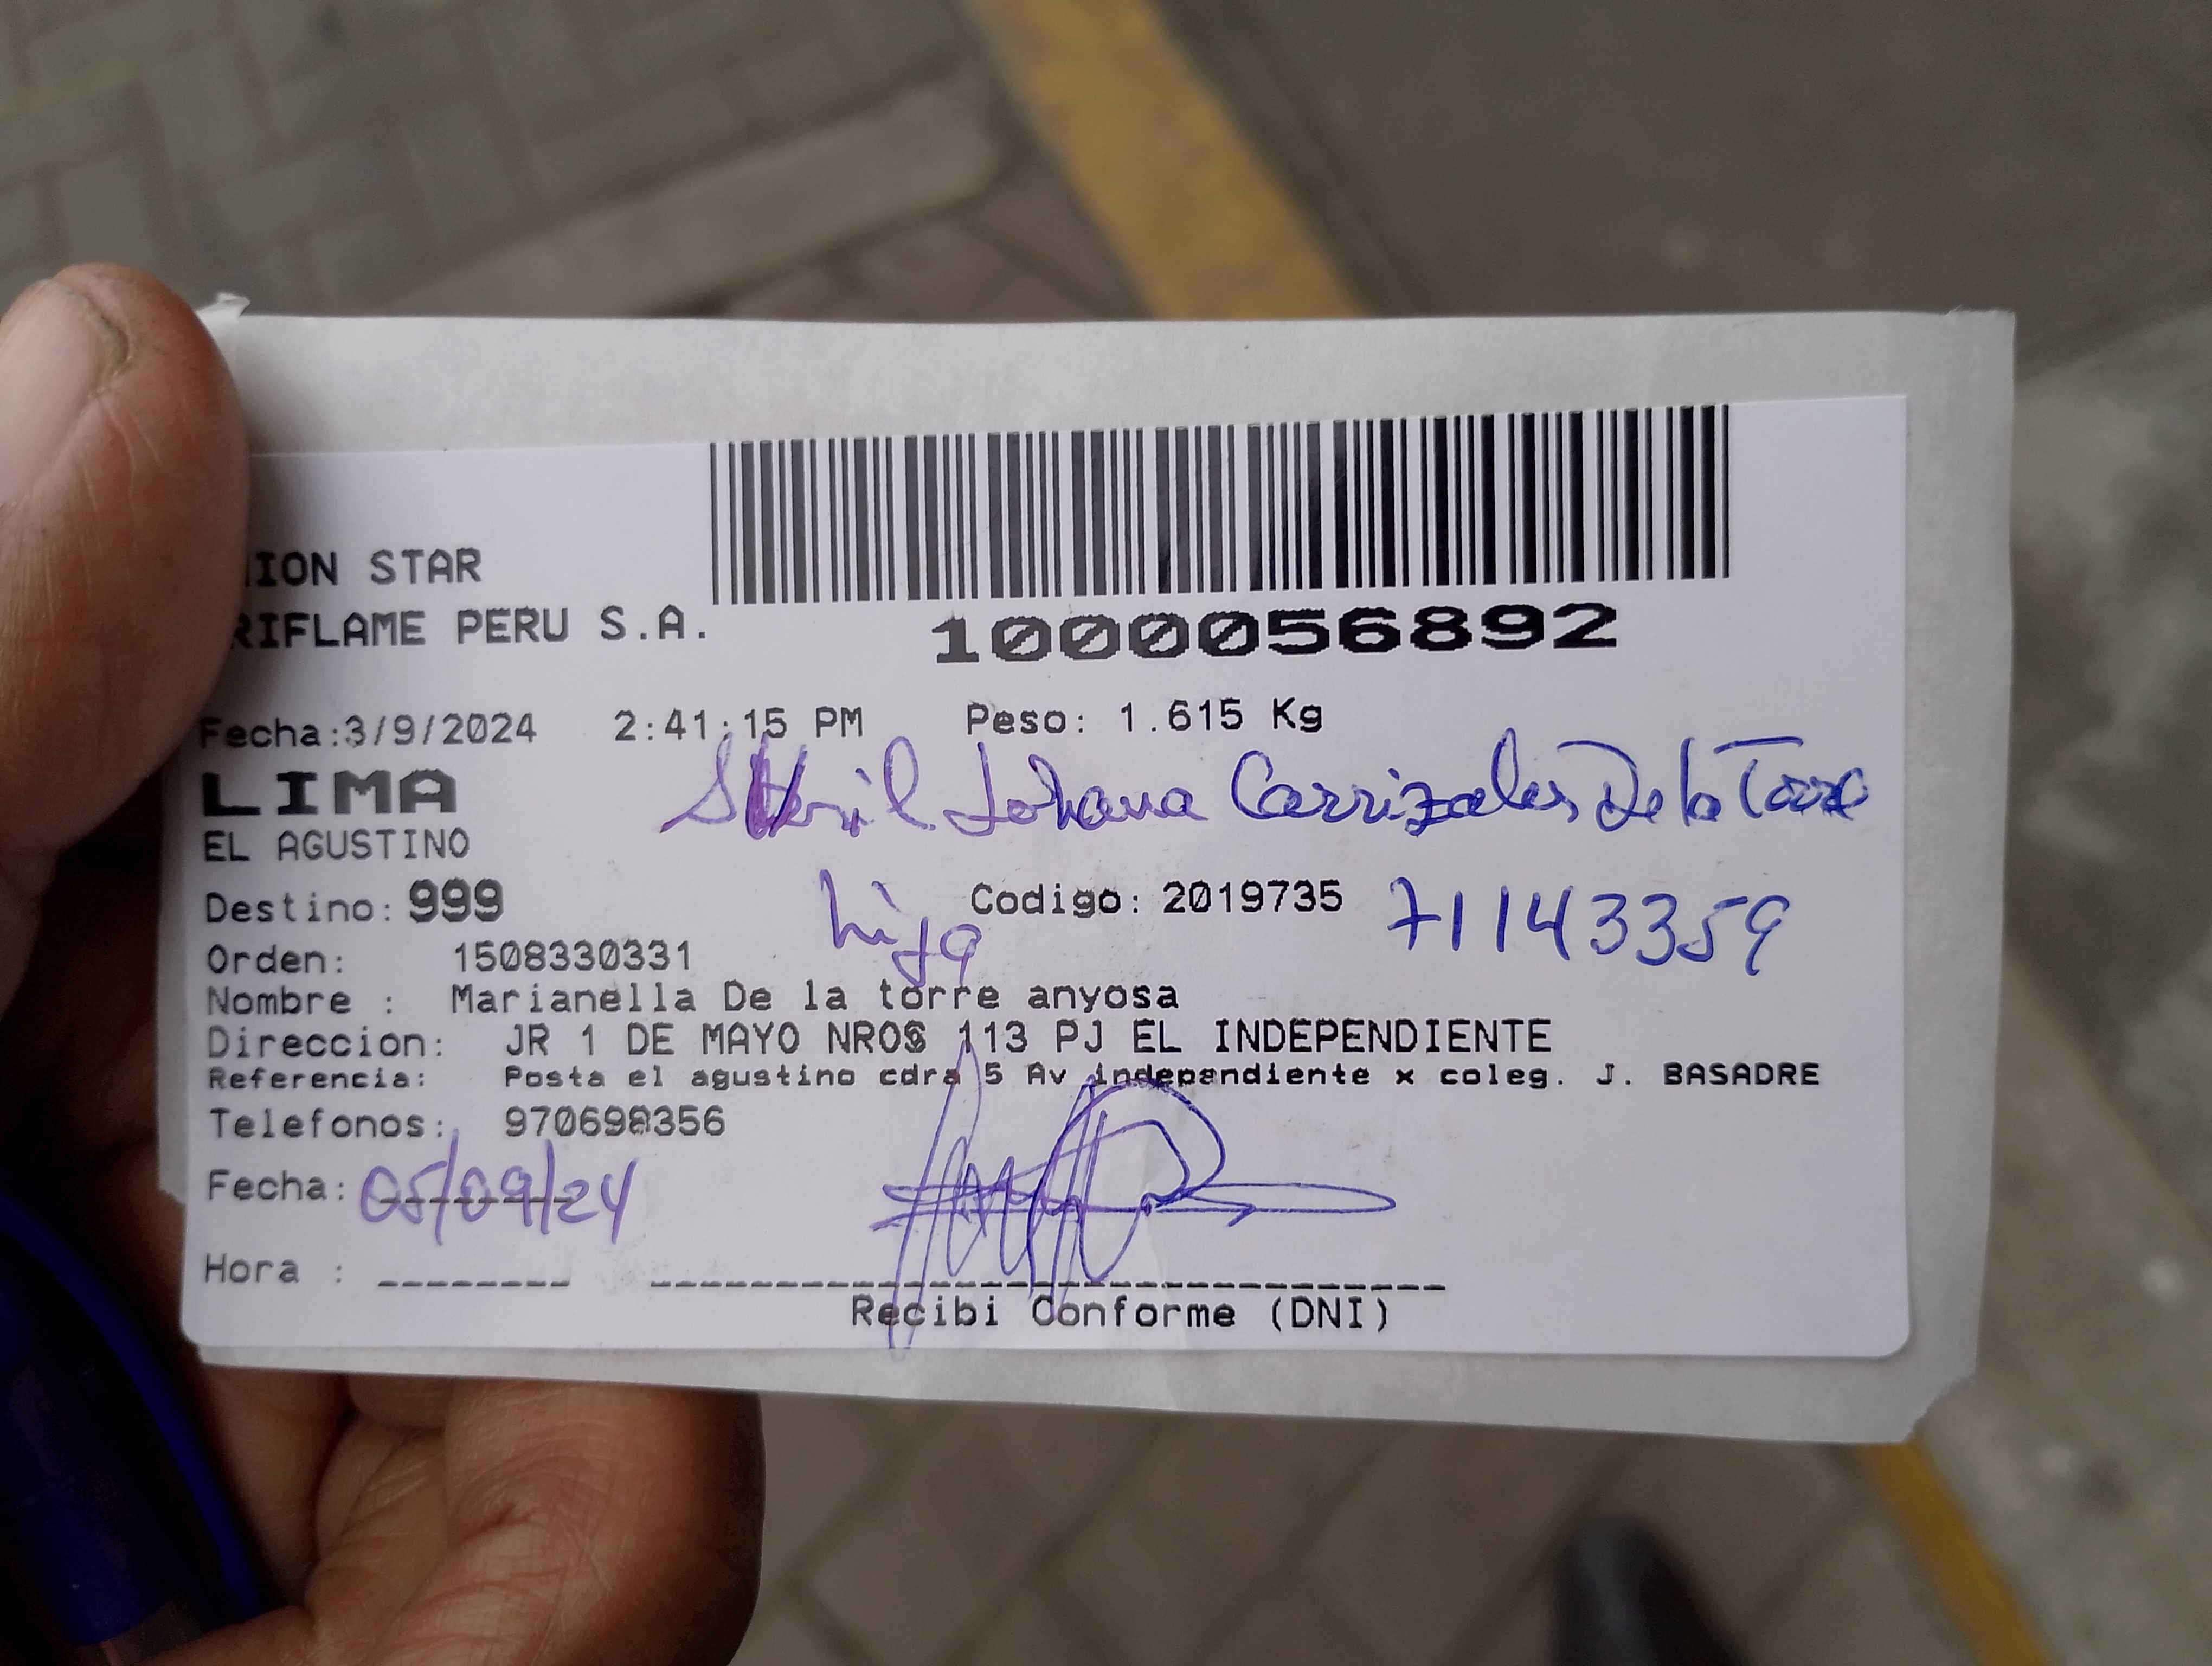 ION STAR
RIFLAME PERU S.A.
1000056892
Fecha:3/9/2024 2:41:15 PM Peso: 1.615 Kg
LIMA
Johana Carrizales De la Torre
EL AGUSTINO
Destino: 999 hija Codigo: 2019735 71143359
Orden: 1508330331
Nombre : Marianella De la torre anyosa
Direccion: JR 1 DE MAYO NROS 113 PJ EL INDEPENDIENTE
Referencia: Posta el agustino cdra 5 Av independiente x coleg. J. BASADRE
Telefonos: 970698356
Fecha: 05/09/24
Hora :
Recibi Conforme (DNI)